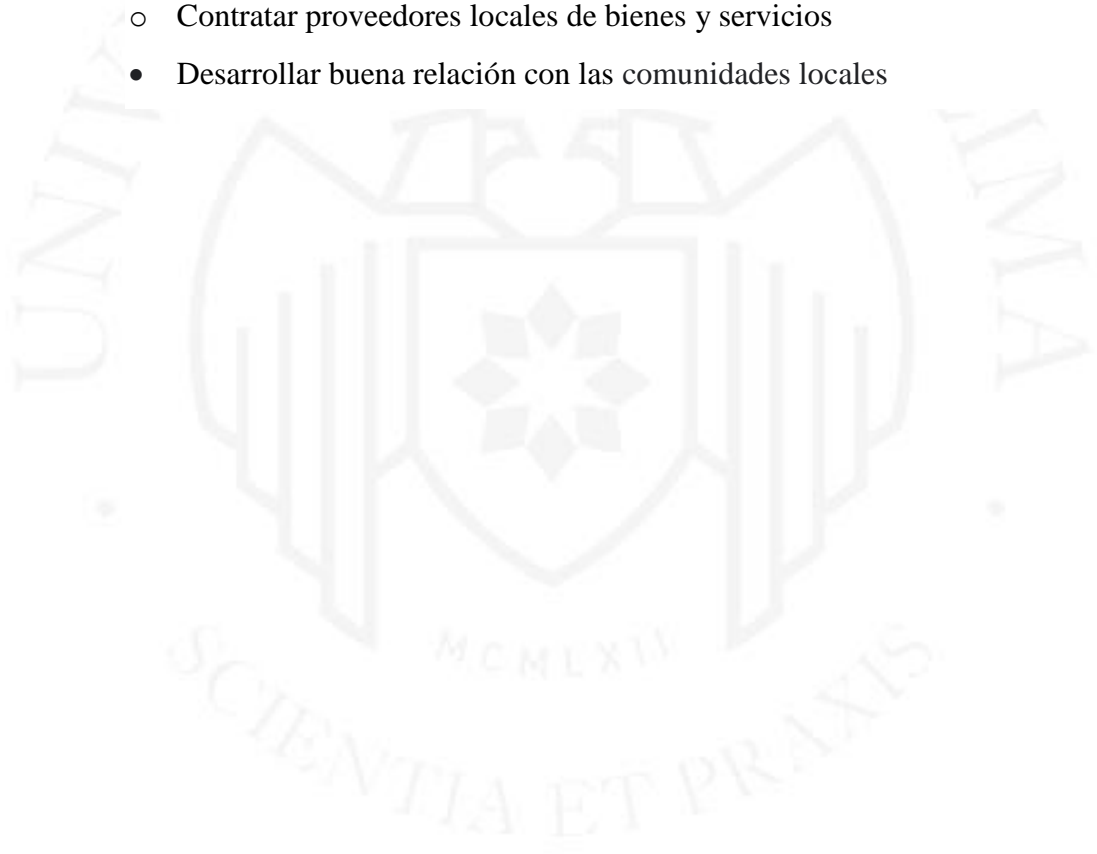 o Contratar proveedores locales de bienes y servicios
• Desarrollar buena relación con las comunidades locales
MCMLXII
SCIENTIA ET PRAXIS